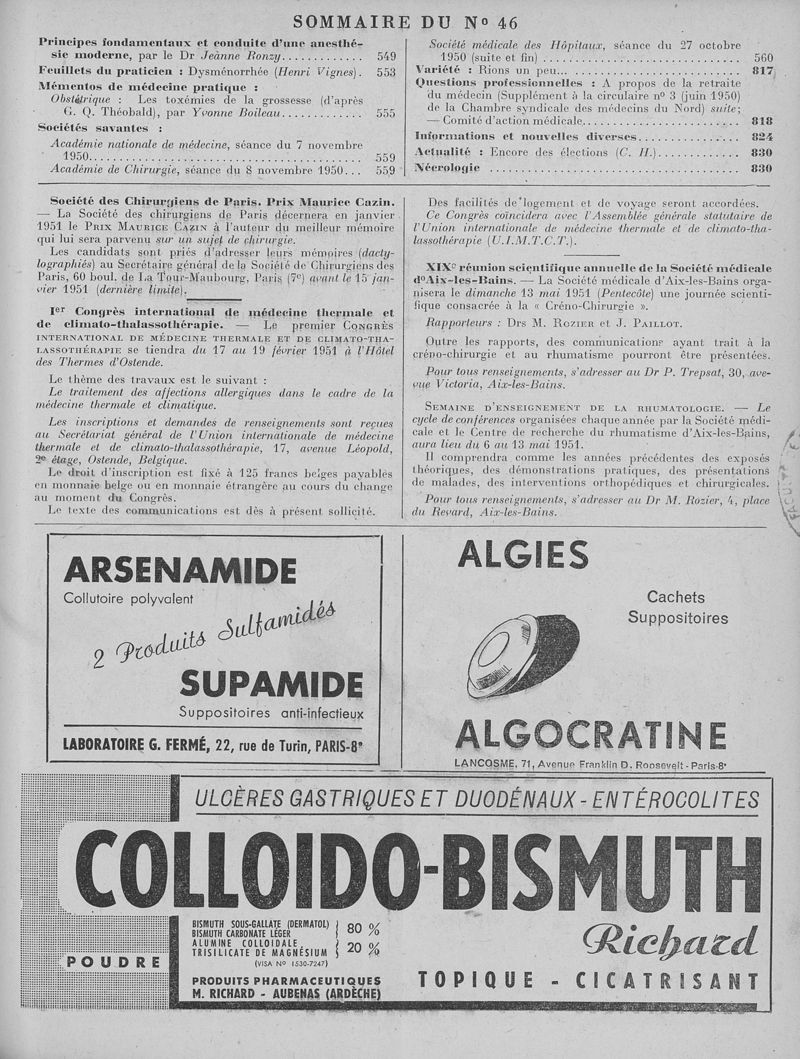 SOMMAIRE DU Nº 46
Principes fondamentaux et conduite d'une anesthé-
sie moderne, par le Dr Jeanne Ronzy............ 549
Feuillets du praticien : Dysménorrhée (Henri Vignes). 553
Mémentos de médecine pratique :
Obstétrique : Les toxémies de la grossesse (d'après
G. Q. Théobald), par Yvonne Boileau............ 555
Sociétés savantes :
Académie nationale de médecine, séance du 7 novembre
1950............ 559
Académie de Chirurgie, séance du 8 novembre 1950... 559
Société médicale des Hôpitaux, séance du 27 octobre
1950 (suite et fin)............ 560
Variété : Rions un peu............ 817
Questions professionnelles : A propos de la retraite
du médecin (Supplément à la circulaire nº 3 (juin 1950)
de la Chambre syndicale des médecins du Nord) suite;
— Comité d'action médicale............ 818
Informations et nouvelles diverses............ 824
Actualité : Encore des élections (C. H.)............ 830
Nécrologie ............ 830
Société des Chirurgiens de Paris. Prix Maurice Cazin.
— La Société des chirurgiens de Paris décernera en janvier
1951 le PRIX MAURICE CAZIN à l'auteur du meilleur mémoire
qui lui sera parvenu sur un sujet de chirurgie.
Les candidats sont priés d'adresser leurs mémoires (dacty-
lographiés) au Secrétaire général de la Société de Chirurgiens des
Paris, 60 boul. de La Tour-Maubourg, Paris (7e) avant le 15 jan-
vier 1951 (dernière limite).
Ier Congrès international de médecine thermale et
de climato-thalassothérapie. — Le premier CONGRÈS
INTERNATIONAL DE MÉDECINE THERMALE ET DE CLIMATO-THA-
LASSOTHÉRAPIE se tiendra du 17 au 19 février 1951 à l'Hôtel
des Thermes d'Ostende.
Le thème des travaux est le suivant :
Le traitement des affections allergiques dans le cadre de la
médecine thermale et climatique.
Les inscriptions et demandes de renseignements sont reçues
au Secrétariat général de l'Union internationale de médecine
thermale et de climato-thalassothérapie, 17, avenue Léopold,
2e étage, Ostende, Belgique.
Le droit d'inscription est fixé à 125 francs belges payables
en monnaie belge ou en monnaie étrangère au cours du change
au moment du Congrès.
Le texte des communications est dès à présent sollicité.
Des facilités de logement et de voyage seront accordées.
Ce Congrès coïncidera avec l'Assemblée générale statutaire de
l'Union internationale de médecine thermale et de climato-tha-
lassothérapie (U.I.M.T.C.T.).
XIXe réunion scientifique annuelle de la Société médicale
d'Aix-les-Bains. — La Société médicale d'Aix-les-Bains orga-
nisera le dimanche 13 mai 1951 (Pentecôte) une journée scienti-
fique consacrée à la « Créno-Chirurgie ».
Rapporteurs : Drs M. ROZIER et J. PAILLOT.
Outre les rapports, des communications ayant trait à la
créno-chirurgie et au rhumatisme pourront être présentées.
Pour tous renseignements, s'adresser au Dr P. Trepsat, 30, ave-
nue Victoria, Aix-les-Bains.
SEMAINE D'ENSEIGNEMENT DE LA RHUMATOLOGIE. — Le
cycle de conférences organisées chaque année par la Société médi-
cale et le Centre de recherche du rhumatisme d'Aix-les-Bains,
aura lieu du 6 au 13 mai 1951.
Il comprendra comme les années précédentes des exposés
théoriques, des démonstrations pratiques, des présentations
de malades, des interventions orthopédiques et chirurgicales.
Pour tous renseignements, s'adresser au Dr M. Rozier, 4, place
du Revard, Aix-les-Bains.
ARSENAMIDE
Collutoire polyvalent
2 Produits Sulfamidés
SUPAMIDE
Suppositoires anti-infectieux
LABORATOIRE G. FERMÉ, 22, rue de Turin, PARIS-8e
ALGIES
Cachets
Suppositoires
ALGOCRATINE
LANCOSME, 71, Avenue Franklin D. Roosevelt - Paris-8e
ULCÈRES GASTRIQUES ET DUODÉNAUX - ENTÉROCOLITES
COLLOIDO-BISMUTH
Richard
POUDRE
BISMUTH SOUS-GALLATE (DERMATOL)
BISMUTH CARBONATE LÉGER
80 %
ALUMINE COLLOIDALE
TRISILICATE DE MAGNÉSIUM
20 %
(VISA Nº 1530-7247)
PRODUITS PHARMACEUTIQUES
M. RICHARD - AUBENAS (ARDÈCHE)
TOPIQUE - CICATRISANT